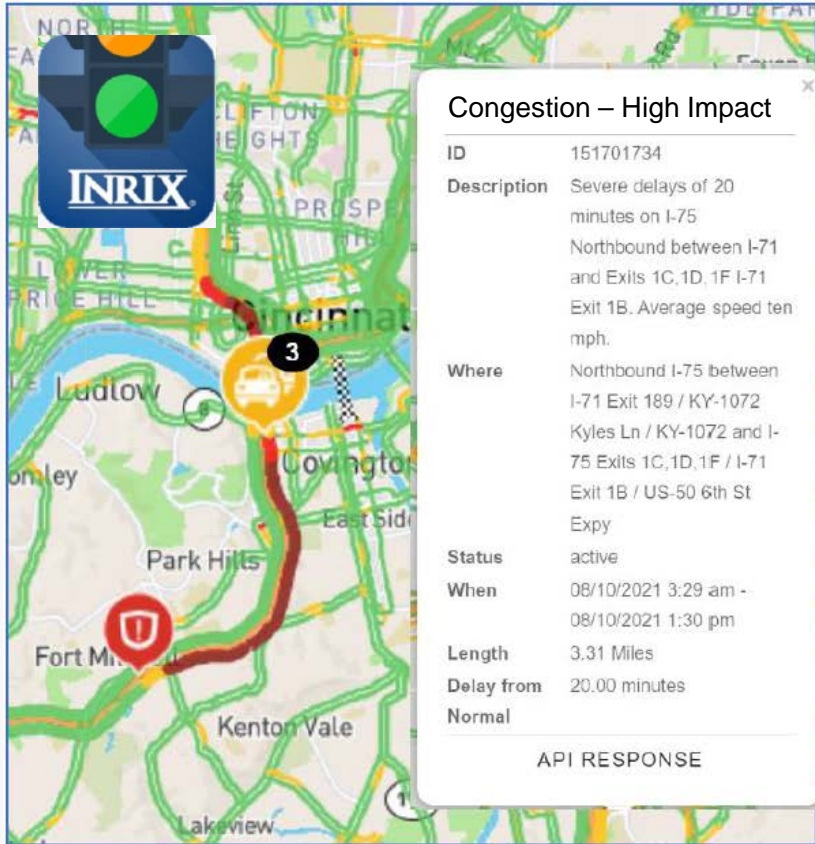 NORTH
INRIX
CLIFTON
HEIGHTS
PROSPE
HILL
LOWER
PRICE HILL
Cincinnat
3
Ludlow
8
Covingto
East Sid
Park Hills
Fort
Kenton Vale
Lakeview
Congestion – High Impact
ID 151701734
Description Severe delays of 20
minutes on I-75
Northbound between I-71
and Exits 1C,1D,1F I-71
Exit 1B. Average speed ten
mph.
Where Northbound I-75 between
I-71 Exit 189 / KY-1072
Kyles Ln / KY-1072 and I-
75 Exits 1C,1D,1F / I-71
Exit 1B / US-50 6th St
Expy
Status active
When 08/10/2021 3:29 am -
08/10/2021 1:30 pm
Length 3.31 Miles
Delay from 20.00 minutes
Normal
API RESPONSE